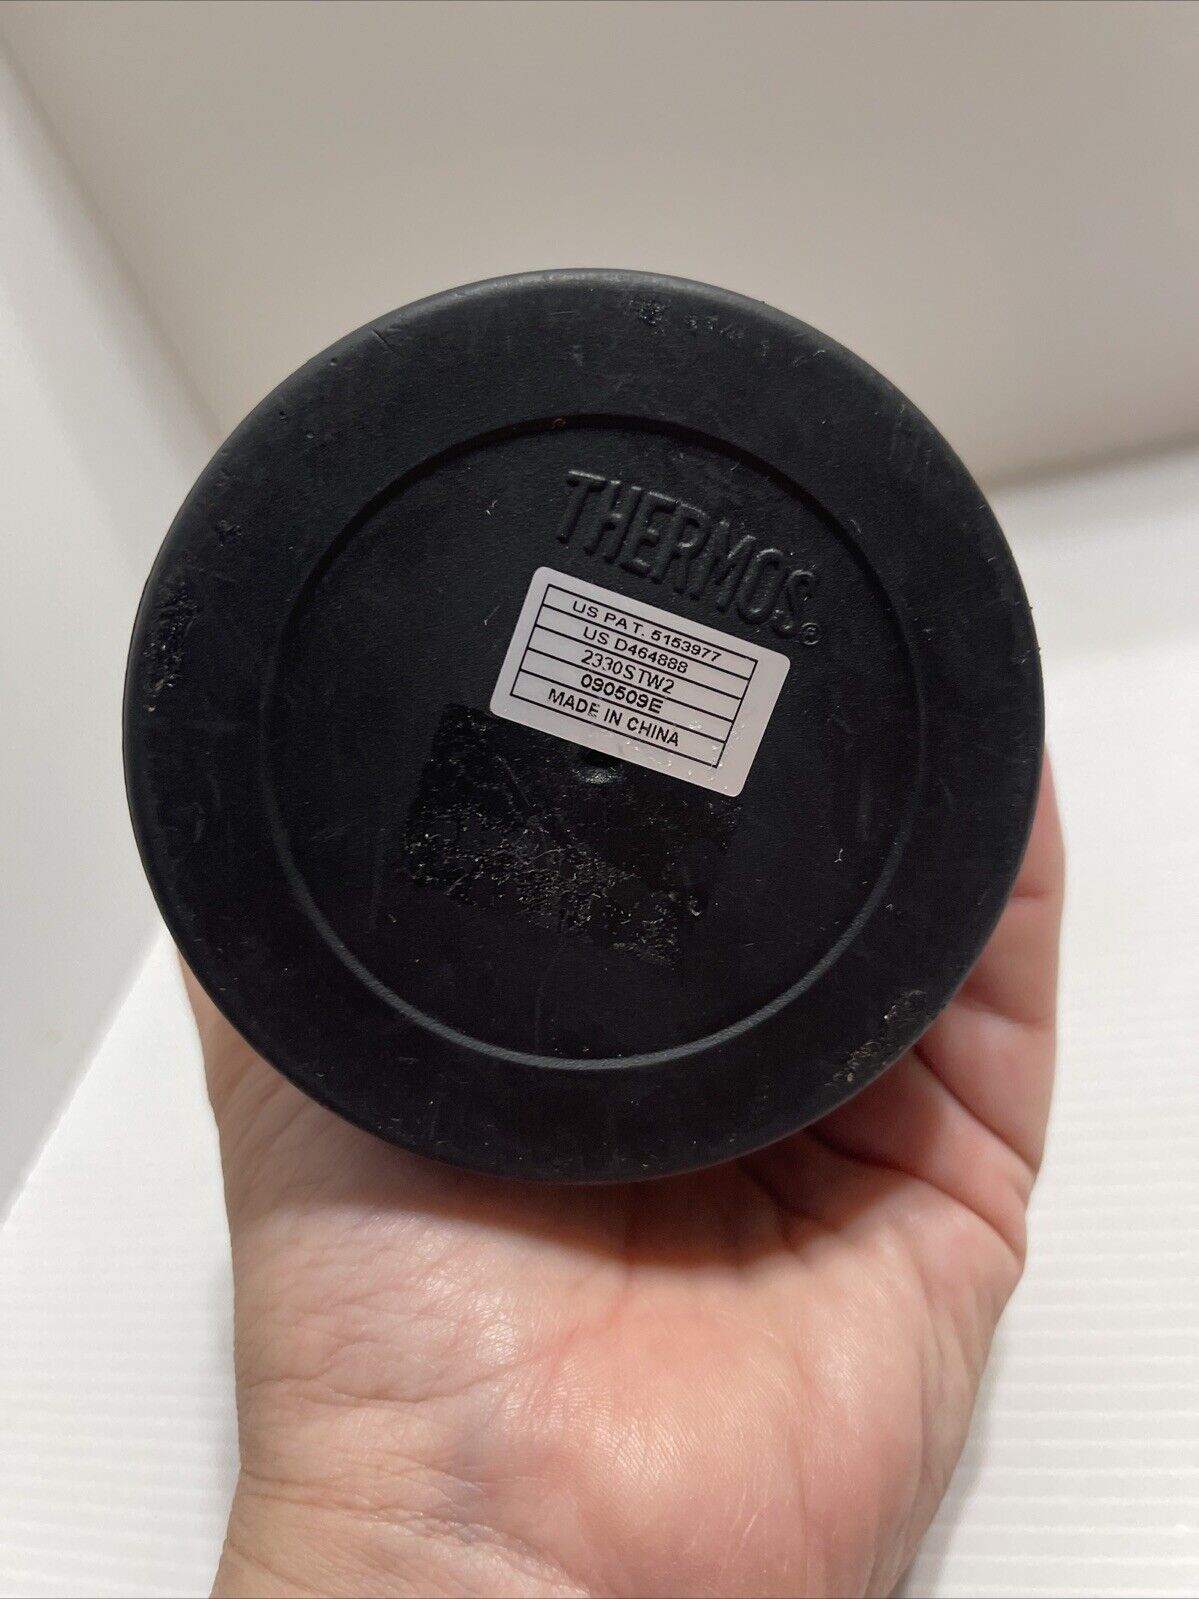 THERMOS®
US PAT. 5153977
US D464888
2330STW2
090509E
MADE IN CHINA